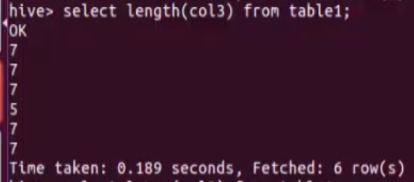 hive> select length(col3) from table1;
OK
7
7
7
5
7
7
Time taken: 0.189 seconds, Fetched: 6 row(s)